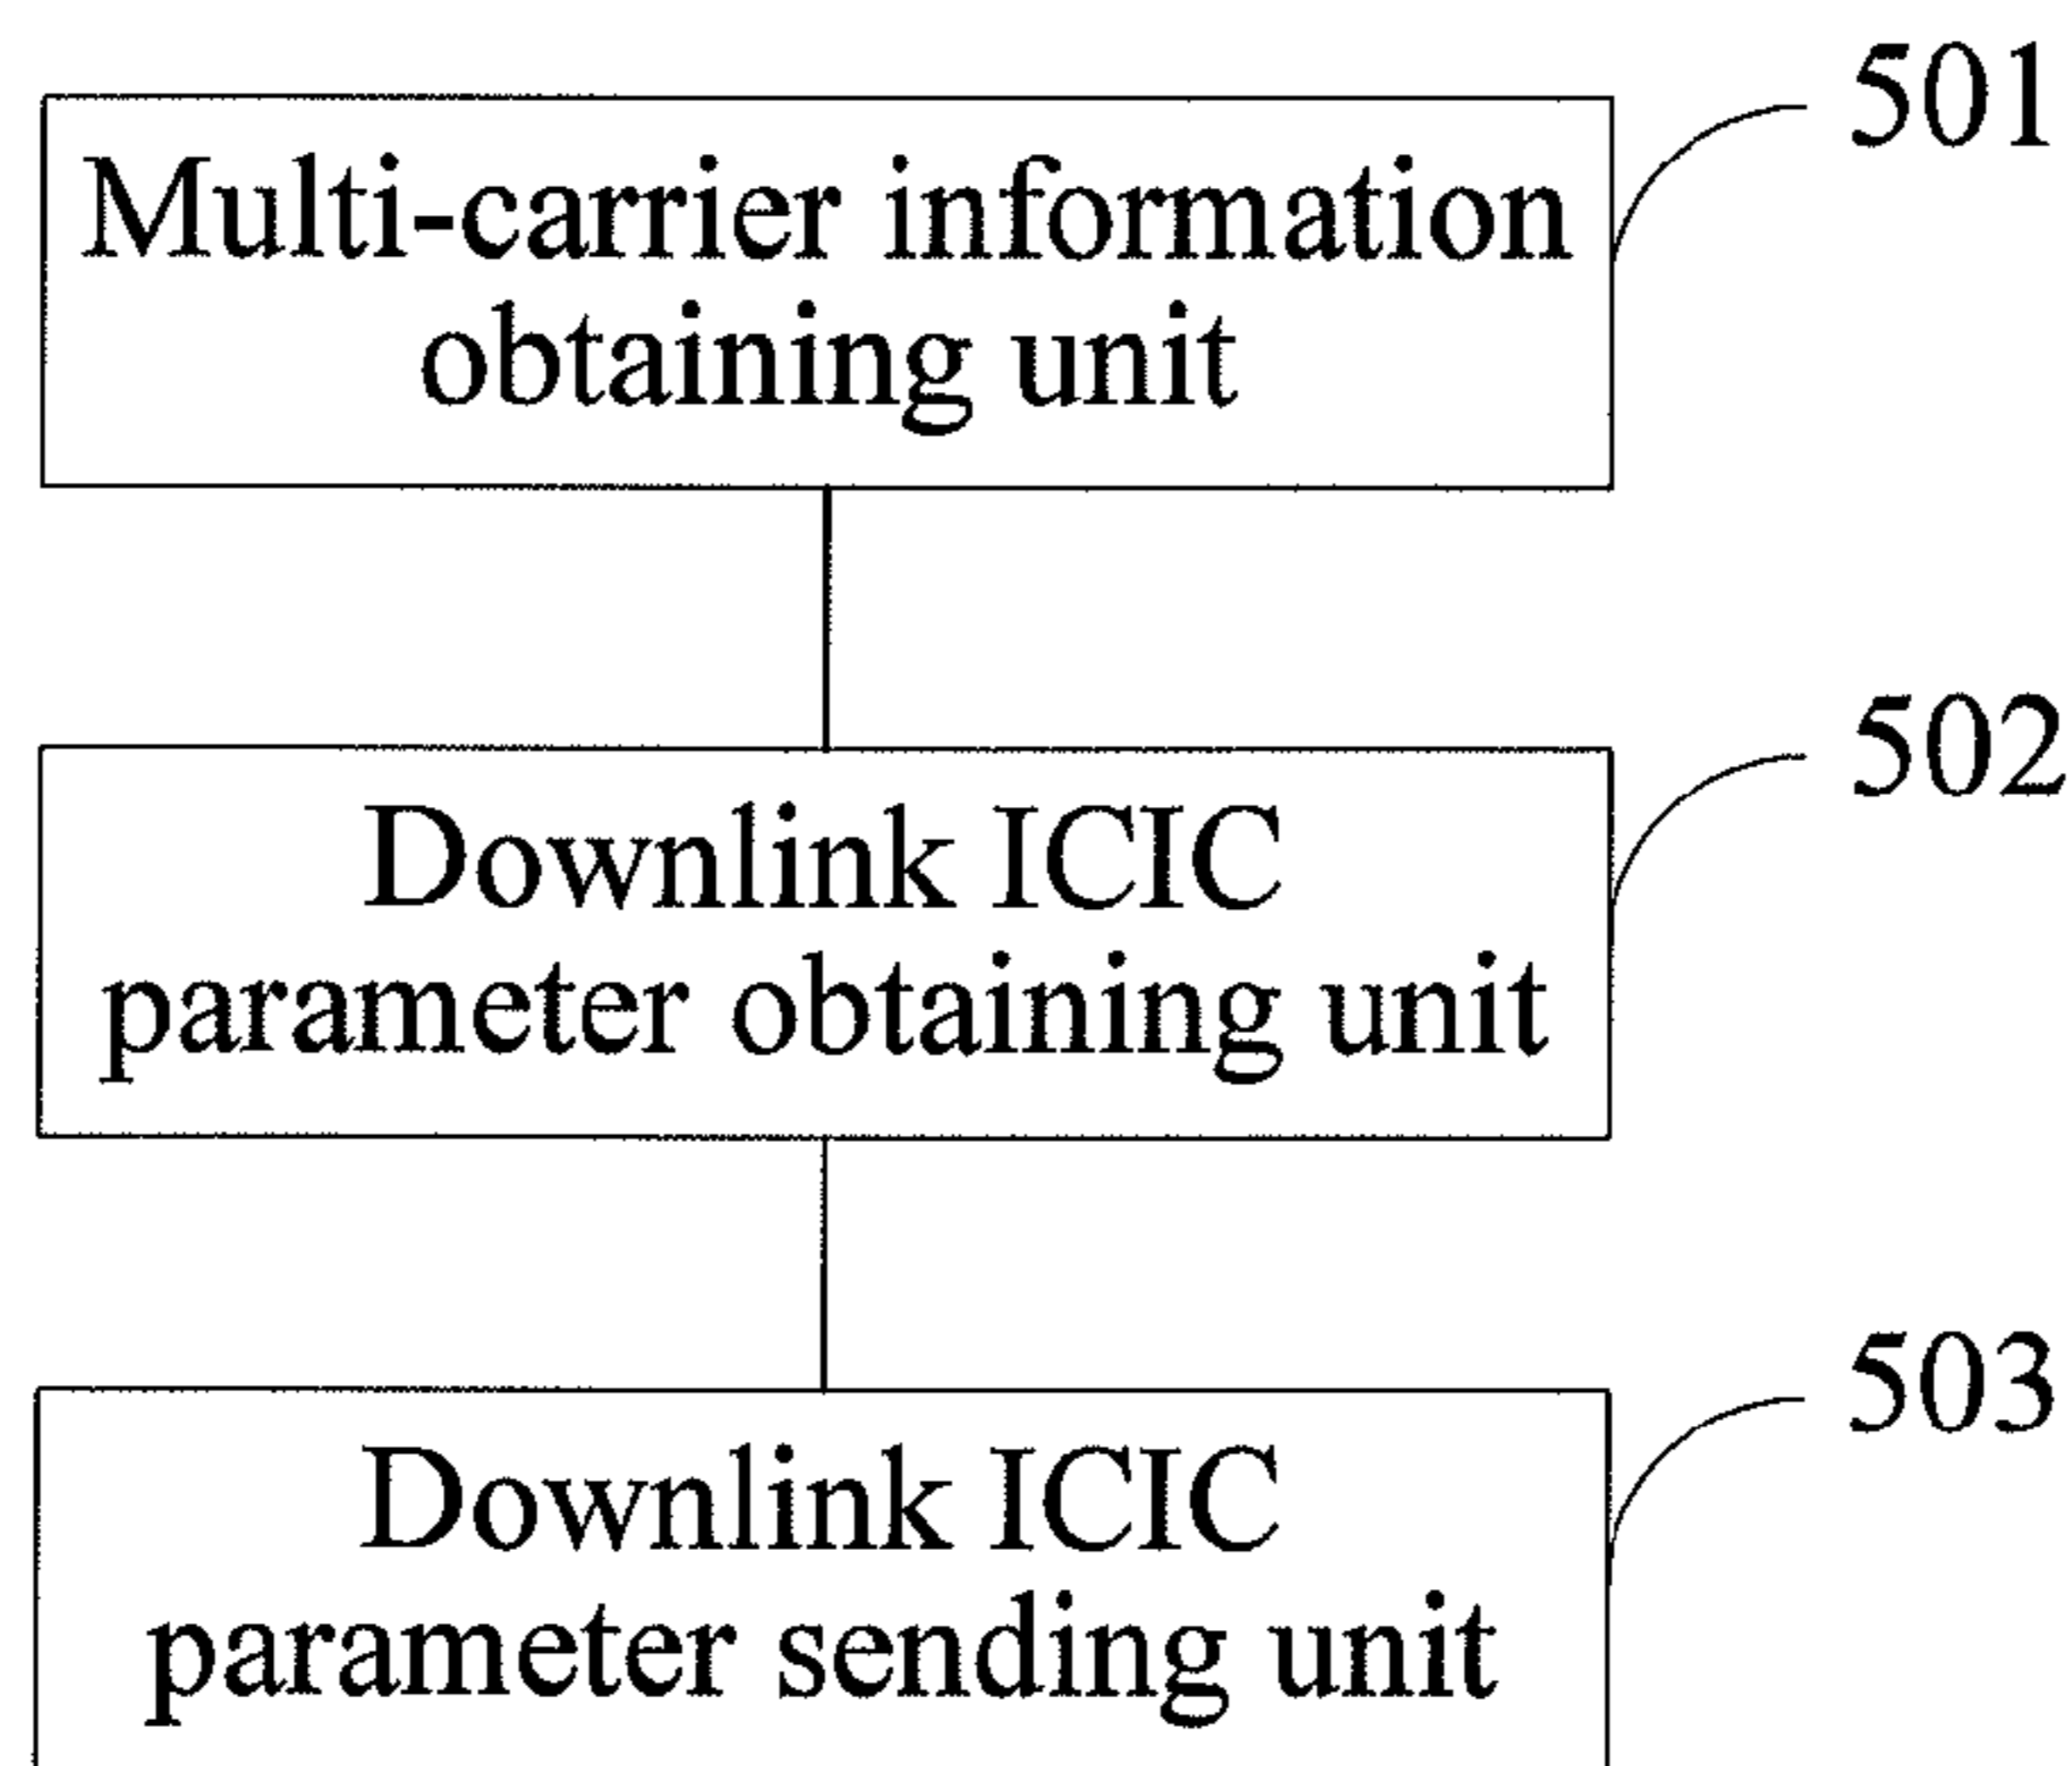 501
Multi-carrier information
obtaining unit
502
Downlink ICIC
parameter obtaining unit
503
Downlink ICIC
parameter sending unit